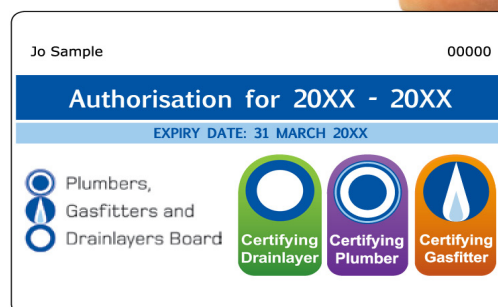 Jo Sample 00000
Authorisation for 20XX - 20XX
EXPIRY DATE: 31 MARCH 20XX
Plumbers,
Gasfitters and
Drainlayers Board
Certifying Drainlayer
Certifying Plumber
Certifying Gasfitter